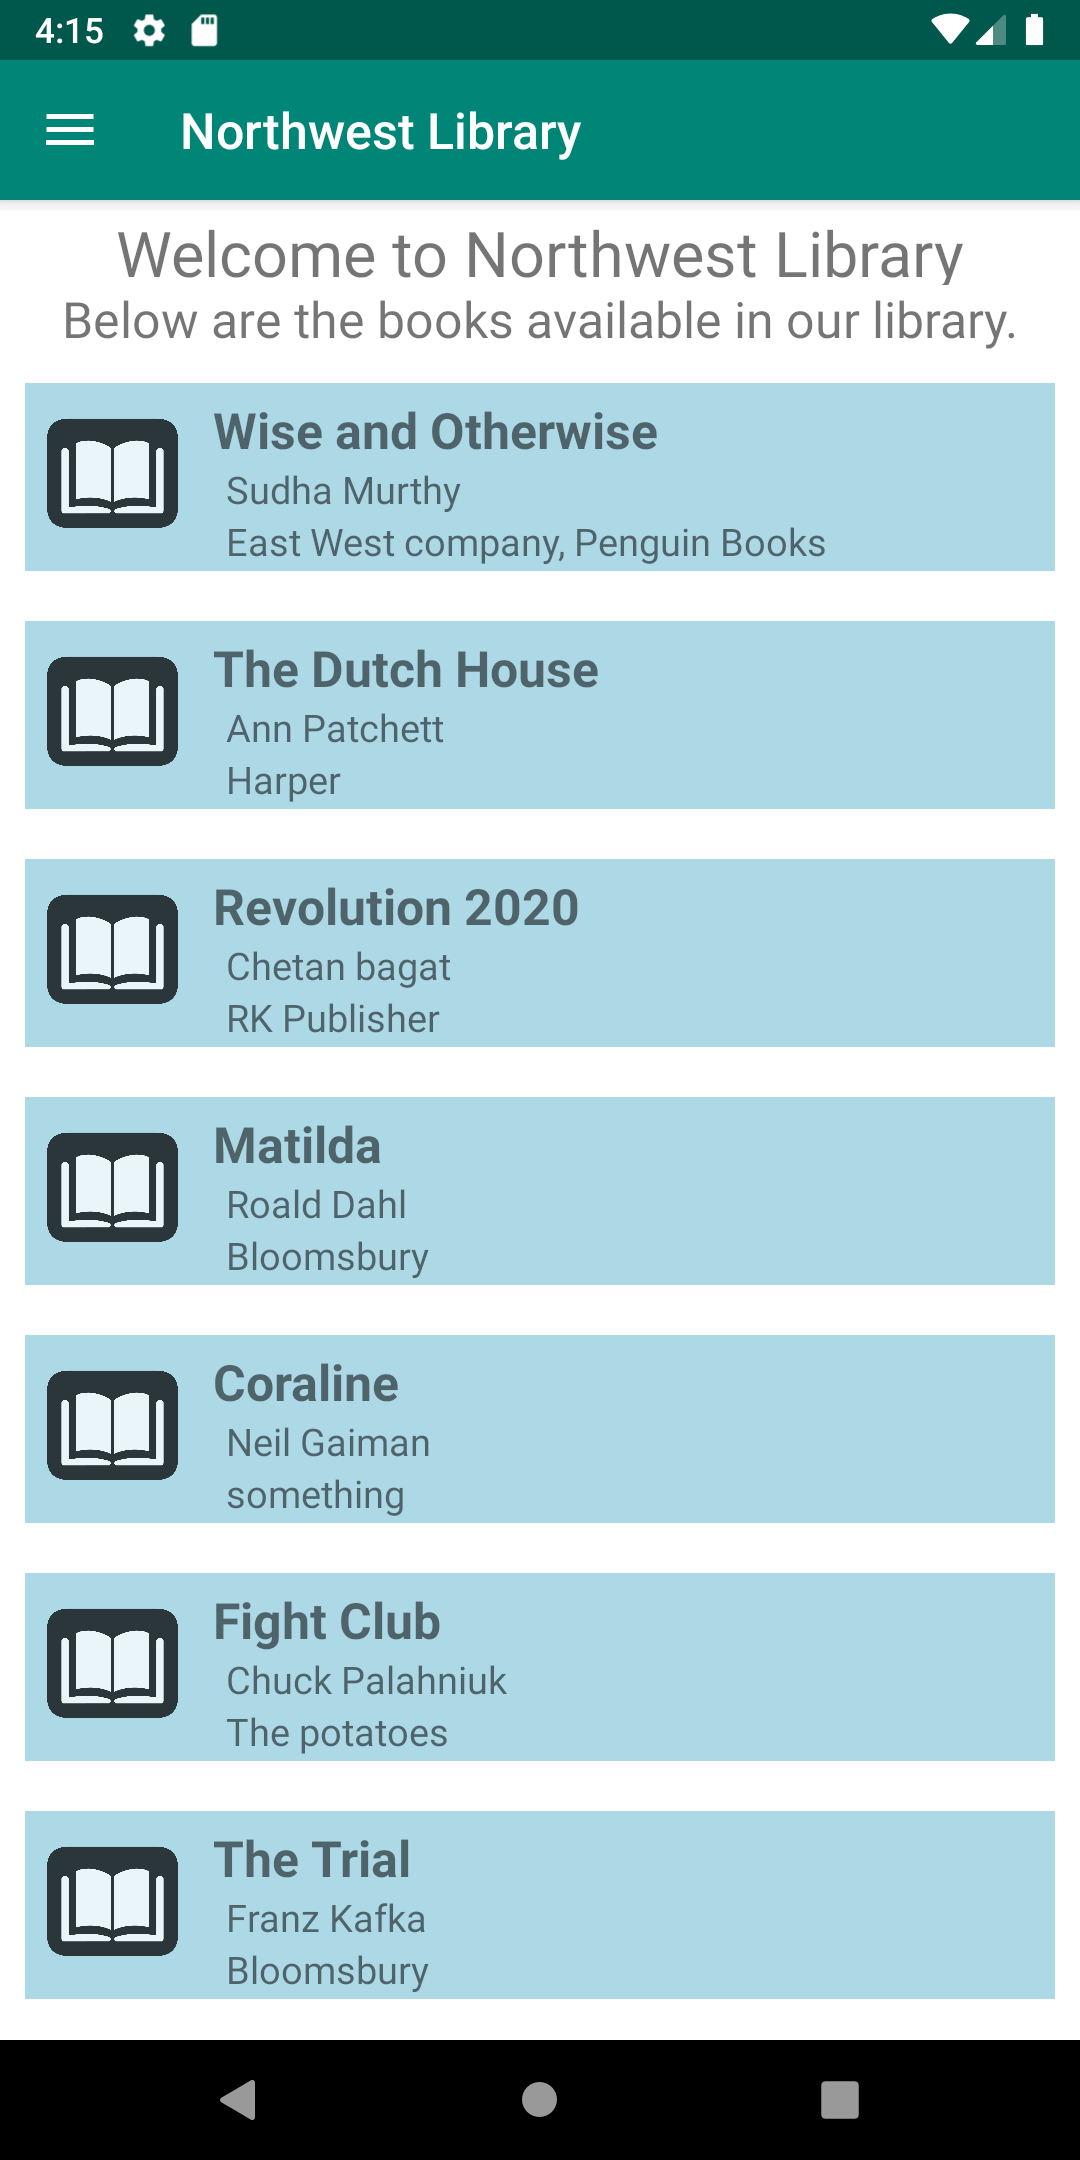 4:15
Northwest Library
Welcome to Northwest Library
Below are the books available in our library.
Wise and Otherwise
Sudha Murthy
East West company, Penguin Books
The Dutch House
Ann Patchett
Harper
Revolution 2020
Chetan bagat
RK Publisher
Matilda
Roald Dahl
Bloomsbury
Coraline
Neil Gaiman
something
Fight Club
Chuck Palahniuk
The potatoes
The Trial
Franz Kafka
Bloomsbury